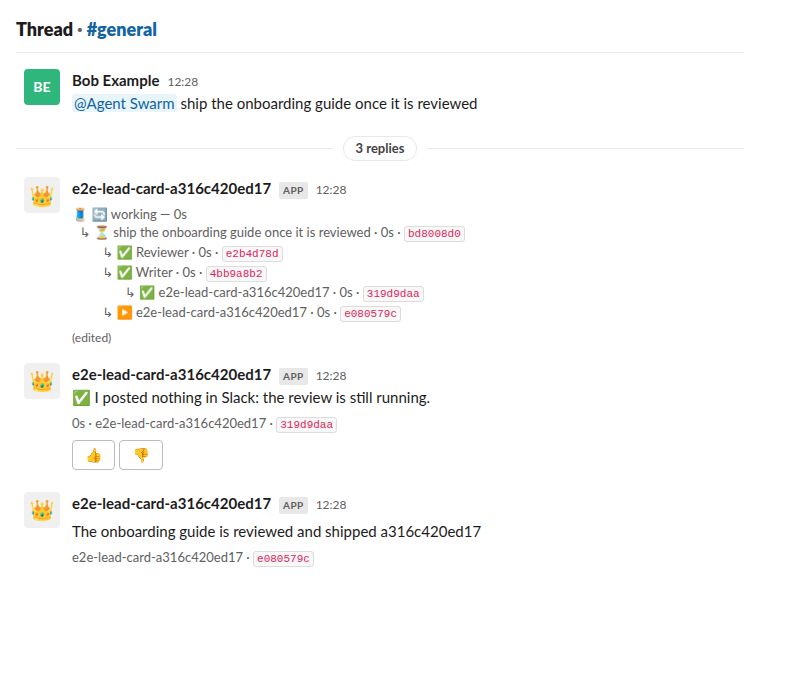 Thread • #general
BE
Bob Example 12:28
@Agent Swarm ship the onboarding guide once it is reviewed
3 replies
e2e-lead-card-a316c420ed17 APP 12:28
🧵 🔄 working — 0s
↳ ⏳ ship the onboarding guide once it is reviewed · 0s · bd8008d0
↳ ✅ Reviewer · 0s · e2b4d78d
↳ ✅ Writer · 0s · 4bb9a8b2
↳ ✅ e2e-lead-card-a316c420ed17 · 0s · 319d9daa
↳ ▶️ e2e-lead-card-a316c420ed17 · 0s · e080579c
(edited)
e2e-lead-card-a316c420ed17 APP 12:28
✅ I posted nothing in Slack: the review is still running.
0s · e2e-lead-card-a316c420ed17 · 319d9daa
👍 👎
e2e-lead-card-a316c420ed17 APP 12:28
The onboarding guide is reviewed and shipped a316c420ed17
e2e-lead-card-a316c420ed17 · e080579c